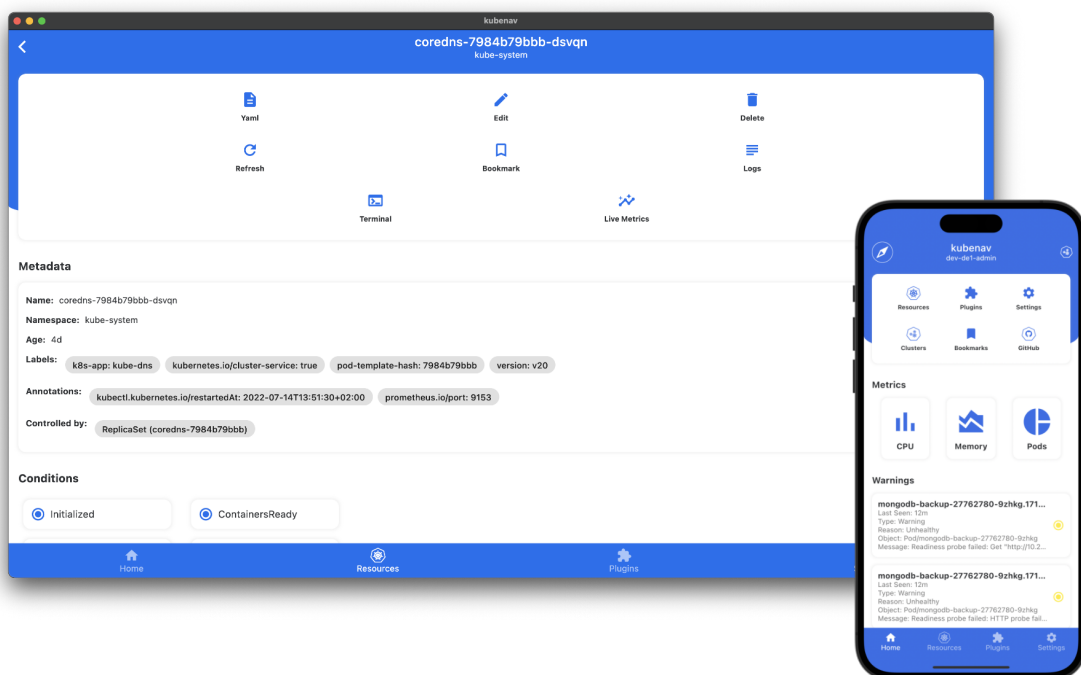 kubenav
coredns-7984b79bbb-dsvqn
kube-system
Yaml
Edit
Delete
Refresh
Bookmark
Logs
Terminal
Live Metrics
Metadata
Name: coredns-7984b79bbb-dsvqn
Namespace: kube-system
Age: 4d
Labels: k8s-app: kube-dns kubernetes.io/cluster-service: true pod-template-hash: 7984b79bbb version: v20
Annotations: kubectl.kubernetes.io/restartedAt: 2022-07-14T13:51:30+02:00 prometheus.io/port: 9153
Controlled by: ReplicaSet (coredns-7984b79bbb)
Conditions
Initialized
ContainersReady
Home
Resources
Plugins
kubenav
dev-de1-admin
Resources
Plugins
Settings
Clusters
Bookmarks
GitHub
Metrics
CPU
Memory
Pods
Warnings
mongodb-backup-27762780-9zhkg.171...
Last Seen: 12m
Type: Warning
Reason: Unhealthy
Object: Pod/mongodb-backup-27762780-9zhkg
Message: Readiness probe failed: Get "http://10.2...
mongodb-backup-27762780-9zhkg.171...
Last Seen: 12m
Type: Warning
Reason: Unhealthy
Object: Pod/mongodb-backup-27762780-9zhkg
Message: Readiness probe failed: HTTP probe fail...
Home
Resources
Plugins
Settings